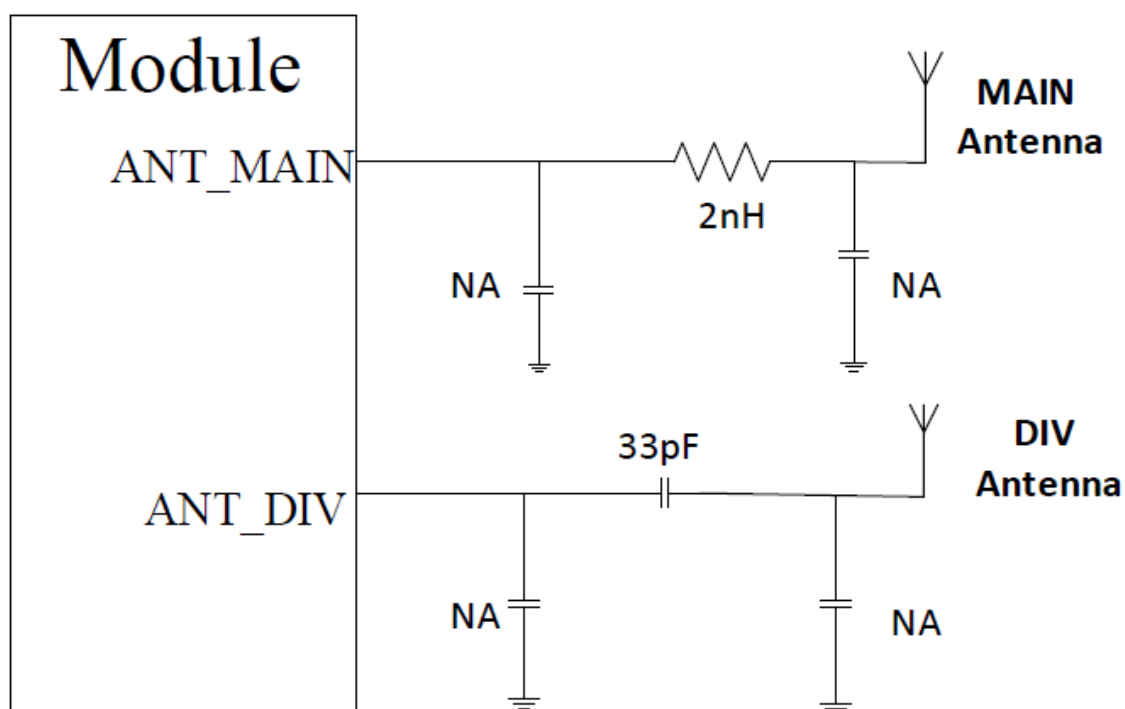 Module
MAIN
Antenna
ANT_MAIN
2nH
NA
NA
DIV
Antenna
33pF
ANT_DIV
NA
NA